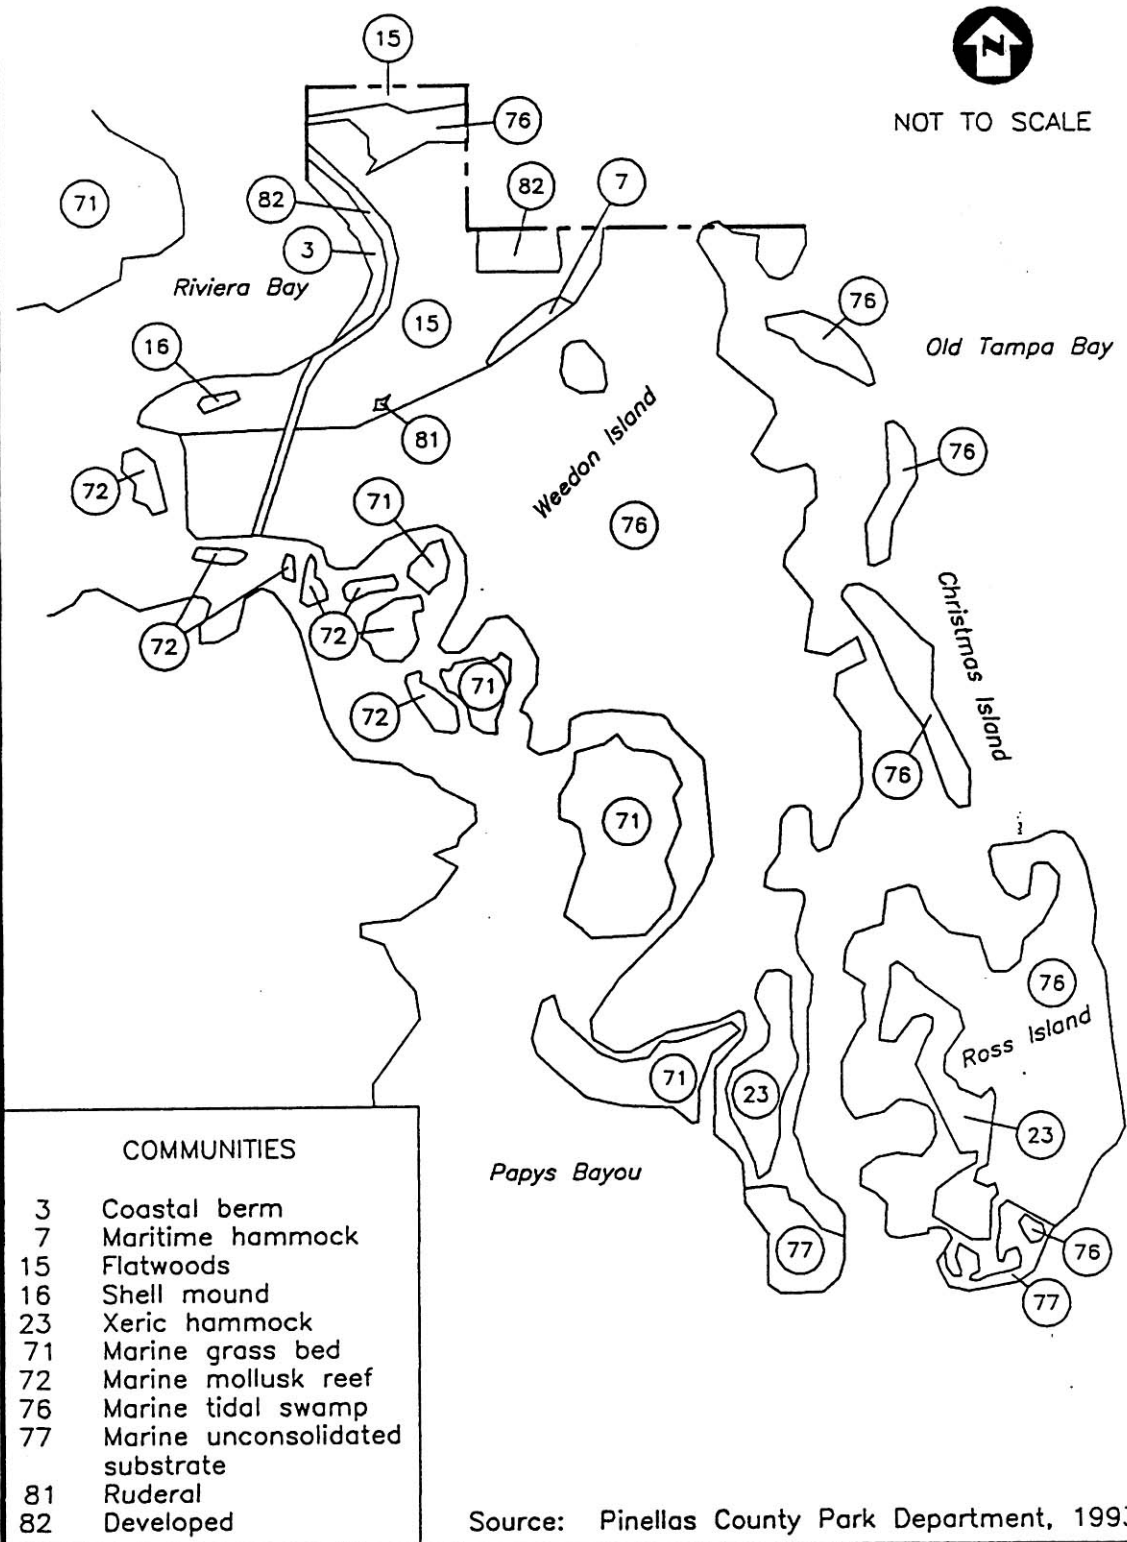 15
N
NOT TO SCALE
76
82
7
71
82
3
Riviera Bay
15
76
Old Tampa Bay
16
81
Weedon Island
76
72
71
76
Christmas Island
72
72
71
72
76
71
76
Ross Island
71
23
23
Papys Bayou
77
76
77
COMMUNITIES
3 Coastal berm
7 Maritime hammock
15 Flatwoods
16 Shell mound
23 Xeric hammock
71 Marine grass bed
72 Marine mollusk reef
76 Marine tidal swamp
77 Marine unconsolidated
substrate
81 Ruderal
82 Developed
Source: Pinellas County Park Department, 1993